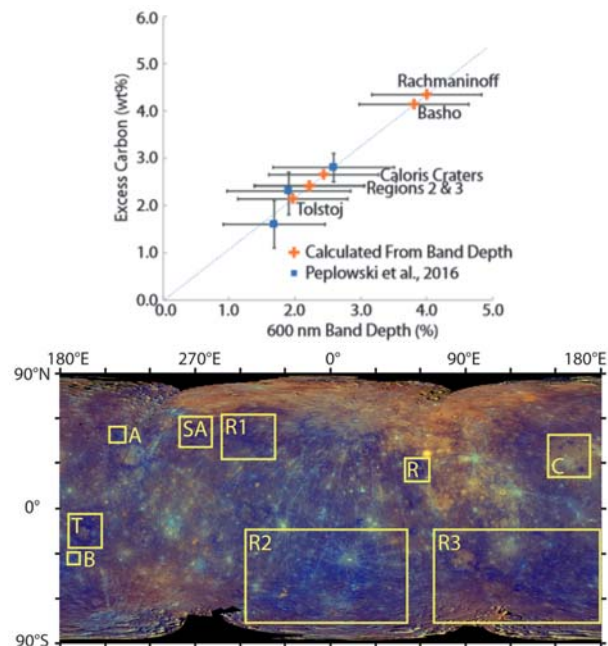 6.0
5.0
4.0
3.0
2.0
1.0
0.0
Excess Carbon (wt%)
Rachmaninoff
Basho
Caloris Craters
Regions 2 & 3
Tolstoj
Calculated From Band Depth
Peplowski et al., 2016
0.0 1.0 2.0 3.0 4.0 5.0
600 nm Band Depth (%)
180°E 270°E 0° 90°E 180°E
90°N
0°
90°S
A
SA
R1
R
C
T
B
R2
R3